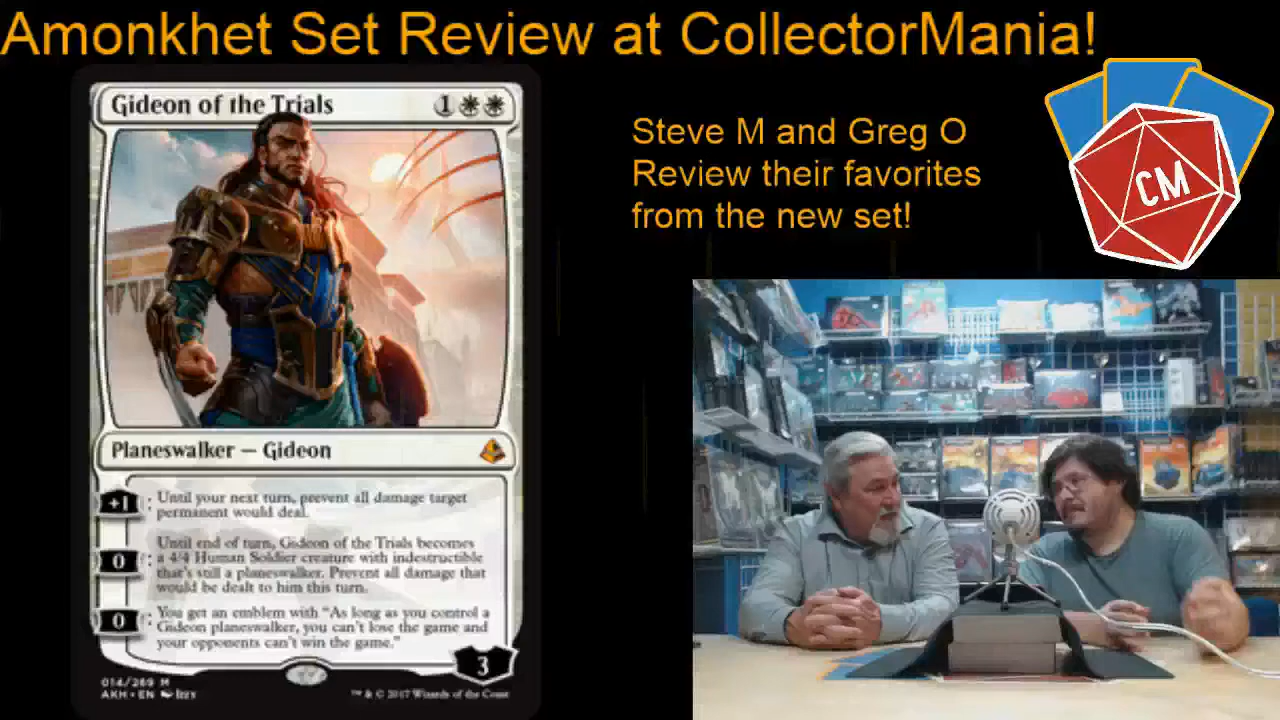 Amonkhet Set Review at CollectorMania!
Gideon of the Trials 1
Steve M and Greg O
Review their favorites
from the new set!
CM
Planeswalker — Gideon
+1 : Until your next turn, prevent all damage target
permanent would deal.
0 : Until end of turn, Gideon of the Trials becomes
a 4/4 Human Soldier creature with indestructible
that's still a planeswalker. Prevent all damage that
would be dealt to him this turn.
0 : You get an emblem with "As long as you control a
Gideon planeswalker, you can't lose the game and
your opponents can't win the game."
3
014/269 M
AKH • EN Izzy
™ & © 2017 Wizards of the Coast